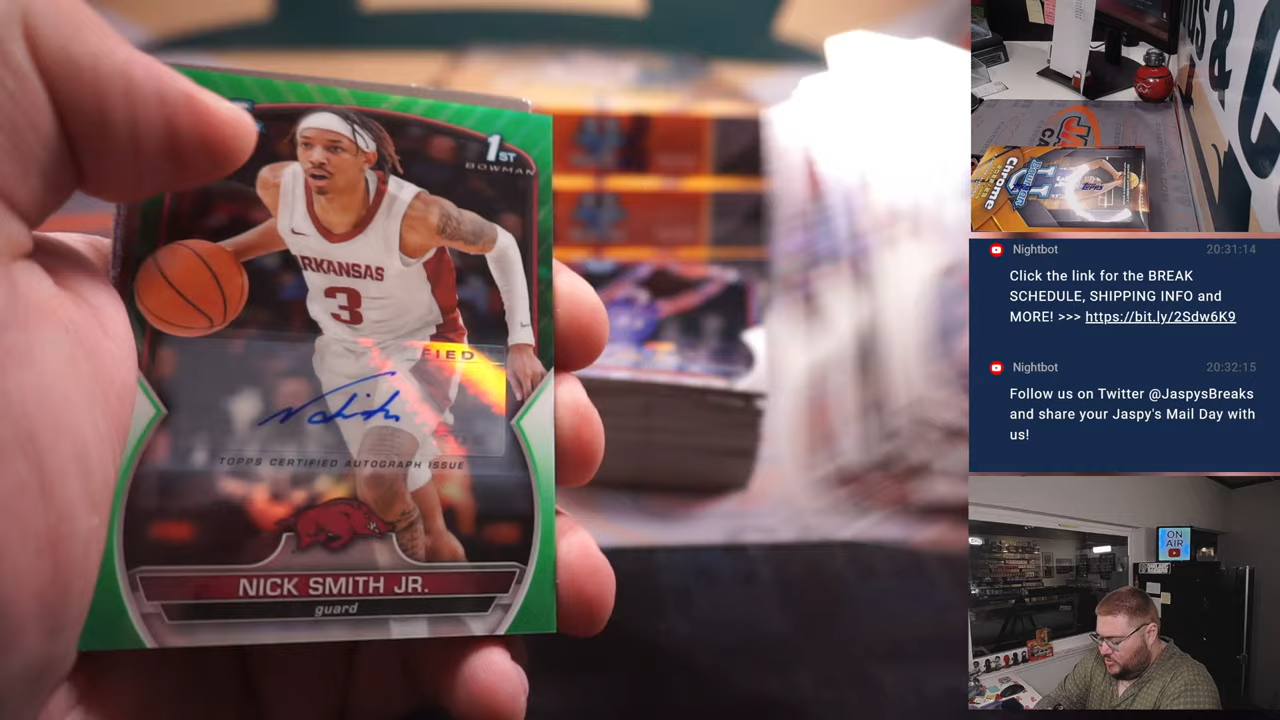 1ST
BOWMAN
ARKANSAS
3
FIED
TOPPS CERTIFIED AUTOGRAPH ISSUE
NICK SMITH JR.
guard
&
CHROME
TOPPS
Nightbot
20:31:14
Click the link for the BREAK
SCHEDULE, SHIPPING INFO and
MORE! >>> https://bit.ly/2Sdw6K9
Nightbot
20:32:15
Follow us on Twitter @JaspysBreaks
and share your Jaspy's Mail Day with
us!
ON
AIR